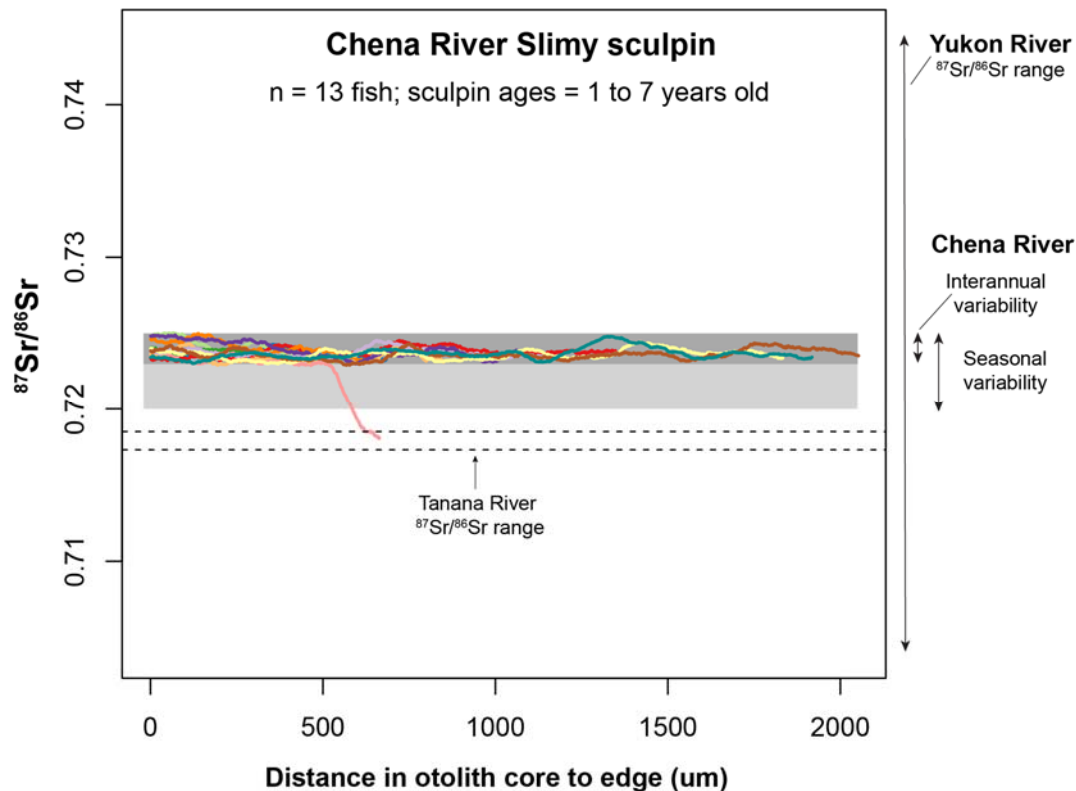 Chena River Slimy sculpin
n = 13 fish; sculpin ages = 1 to 7 years old
Yukon River
⁸⁷Sr/⁸⁶Sr range
Chena River
Interannual
variability
Seasonal
variability
Tanana River
⁸⁷Sr/⁸⁶Sr range
⁸⁷Sr/⁸⁶Sr
0.74
0.73
0.72
0.71
0
500
1000
1500
2000
Distance in otolith core to edge (um)